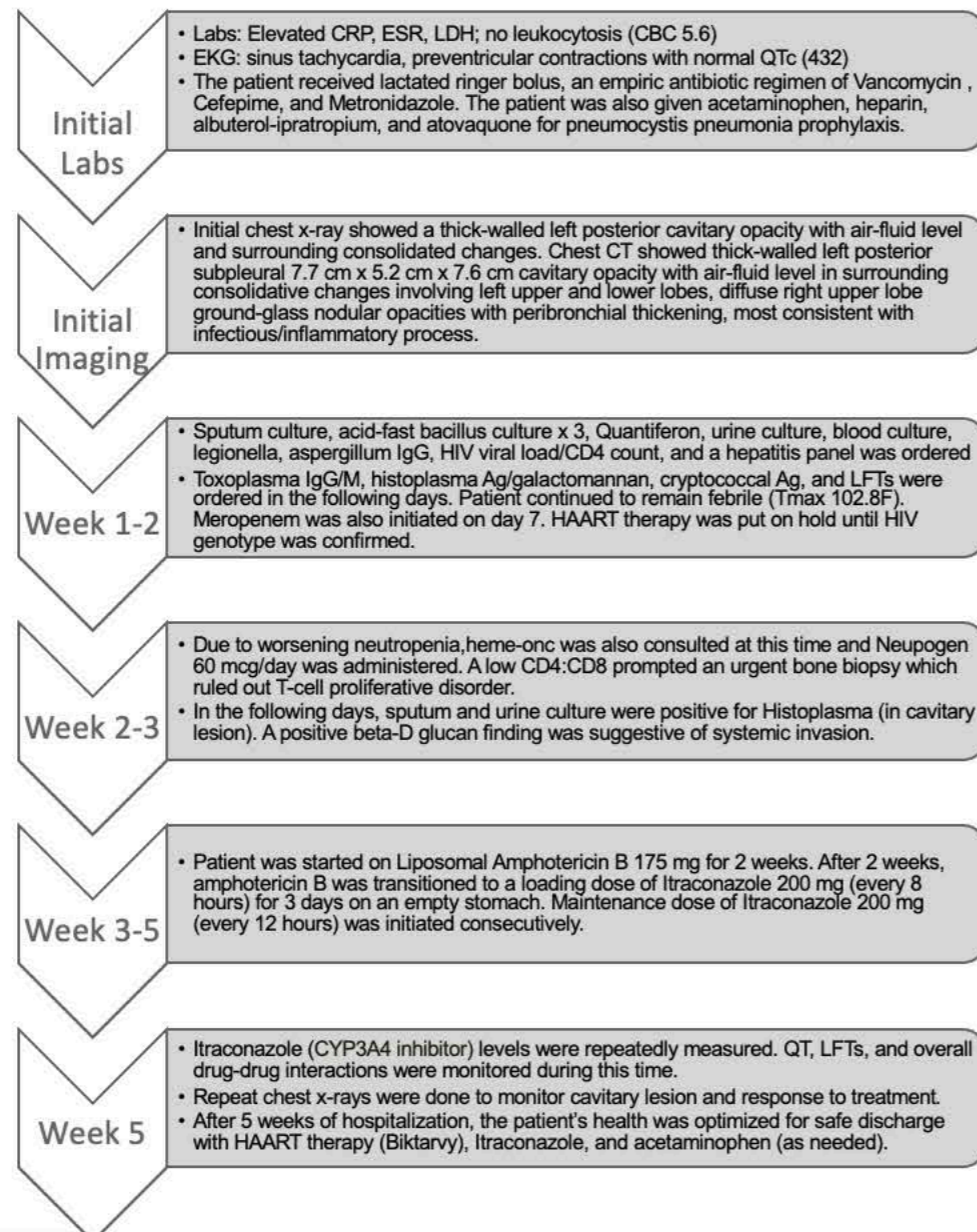 Initial
Labs
• Labs: Elevated CRP, ESR, LDH; no leukocytosis (CBC 5.6)
• EKG: sinus tachycardia, preventricular contractions with normal QTc (432)
• The patient received lactated ringer bolus, an empiric antibiotic regimen of Vancomycin ,
Cefepime, and Metronidazole. The patient was also given acetaminophen, heparin,
albuterol-ipratropium, and atovaquone for pneumocystis pneumonia prophylaxis.
Initial
Imaging
• Initial chest x-ray showed a thick-walled left posterior cavitary opacity with air-fluid level
and surrounding consolidated changes. Chest CT showed thick-walled left posterior
subpleural 7.7 cm x 5.2 cm x 7.6 cm cavitary opacity with air-fluid level in surrounding
consolidative changes involving left upper and lower lobes, diffuse right upper lobe
ground-glass nodular opacities with peribronchial thickening, most consistent with
infectious/inflammatory process.
Week 1-2
• Sputum culture, acid-fast bacillus culture x 3, Quantiferon, urine culture, blood culture,
legionella, aspergillum IgG, HIV viral load/CD4 count, and a hepatitis panel was ordered
• Toxoplasma IgG/M, histoplasma Ag/galactomannan, cryptococcal Ag, and LFTs were
ordered in the following days. Patient continued to remain febrile (Tmax 102.8F).
Meropenem was also initiated on day 7. HAART therapy was put on hold until HIV
genotype was confirmed.
Week 2-3
• Due to worsening neutropenia,heme-onc was also consulted at this time and Neupogen
60 mcg/day was administered. A low CD4:CD8 prompted an urgent bone biopsy which
ruled out T-cell proliferative disorder.
• In the following days, sputum and urine culture were positive for Histoplasma (in cavitary
lesion). A positive beta-D glucan finding was suggestive of systemic invasion.
Week 3-5
• Patient was started on Liposomal Amphotericin B 175 mg for 2 weeks. After 2 weeks,
amphotericin B was transitioned to a loading dose of Itraconazole 200 mg (every 8
hours) for 3 days on an empty stomach. Maintenance dose of Itraconazole 200 mg
(every 12 hours) was initiated consecutively.
Week 5
• Itraconazole (CYP3A4 inhibitor) levels were repeatedly measured. QT, LFTs, and overall
drug-drug interactions were monitored during this time.
• Repeat chest x-rays were done to monitor cavitary lesion and response to treatment.
• After 5 weeks of hospitalization, the patient's health was optimized for safe discharge
with HAART therapy (Biktarvy), Itraconazole, and acetaminophen (as needed).